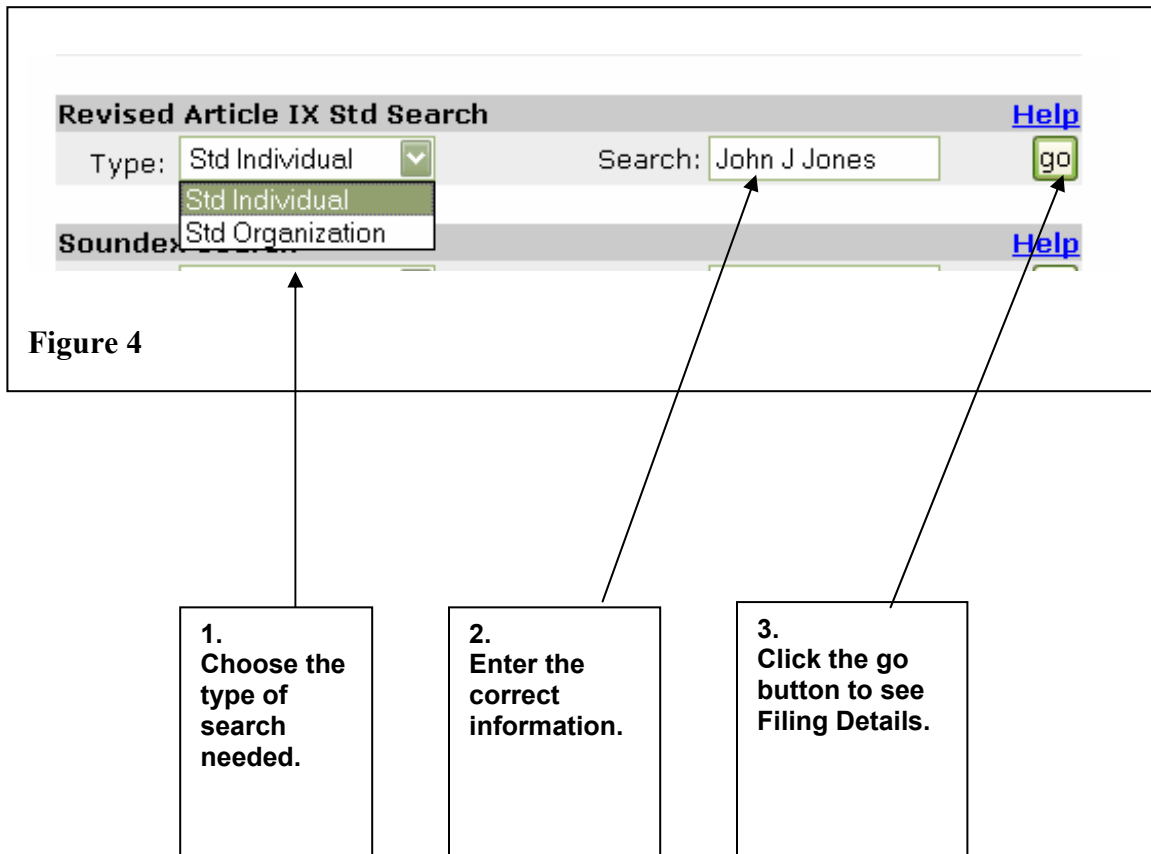 Revised Article IX Std Search Help
Type: Std Individual Search: John J Jones go
Std Individual
Std Organization
Help
Figure 4
1.
Choose the
type of
search
needed.
2.
Enter the
correct
information.
3.
Click the go
button to see
Filing Details.